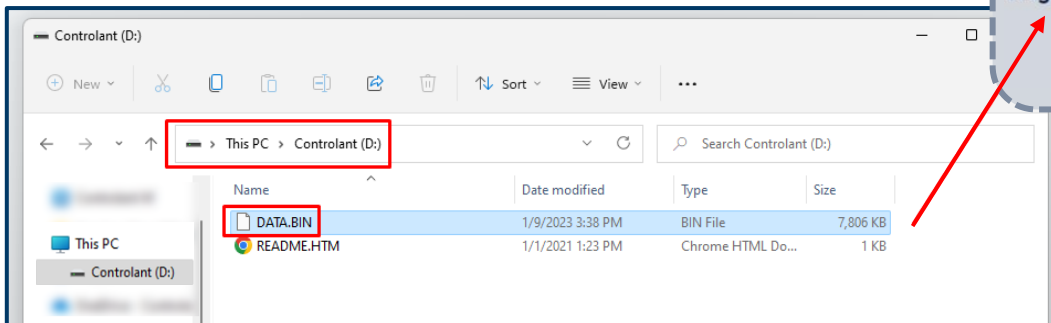 Controlant (D:)
New
Sort
View
This PC > Controlant (D:)
Search Controlant (D:)
Name
Date modified
Type
Size
DATA.BIN
1/9/2023 3:38 PM
BIN File
7,806 KB
README.HTM
1/1/2021 1:23 PM
Chrome HTML Do...
1 KB
This PC
Controlant (D:)